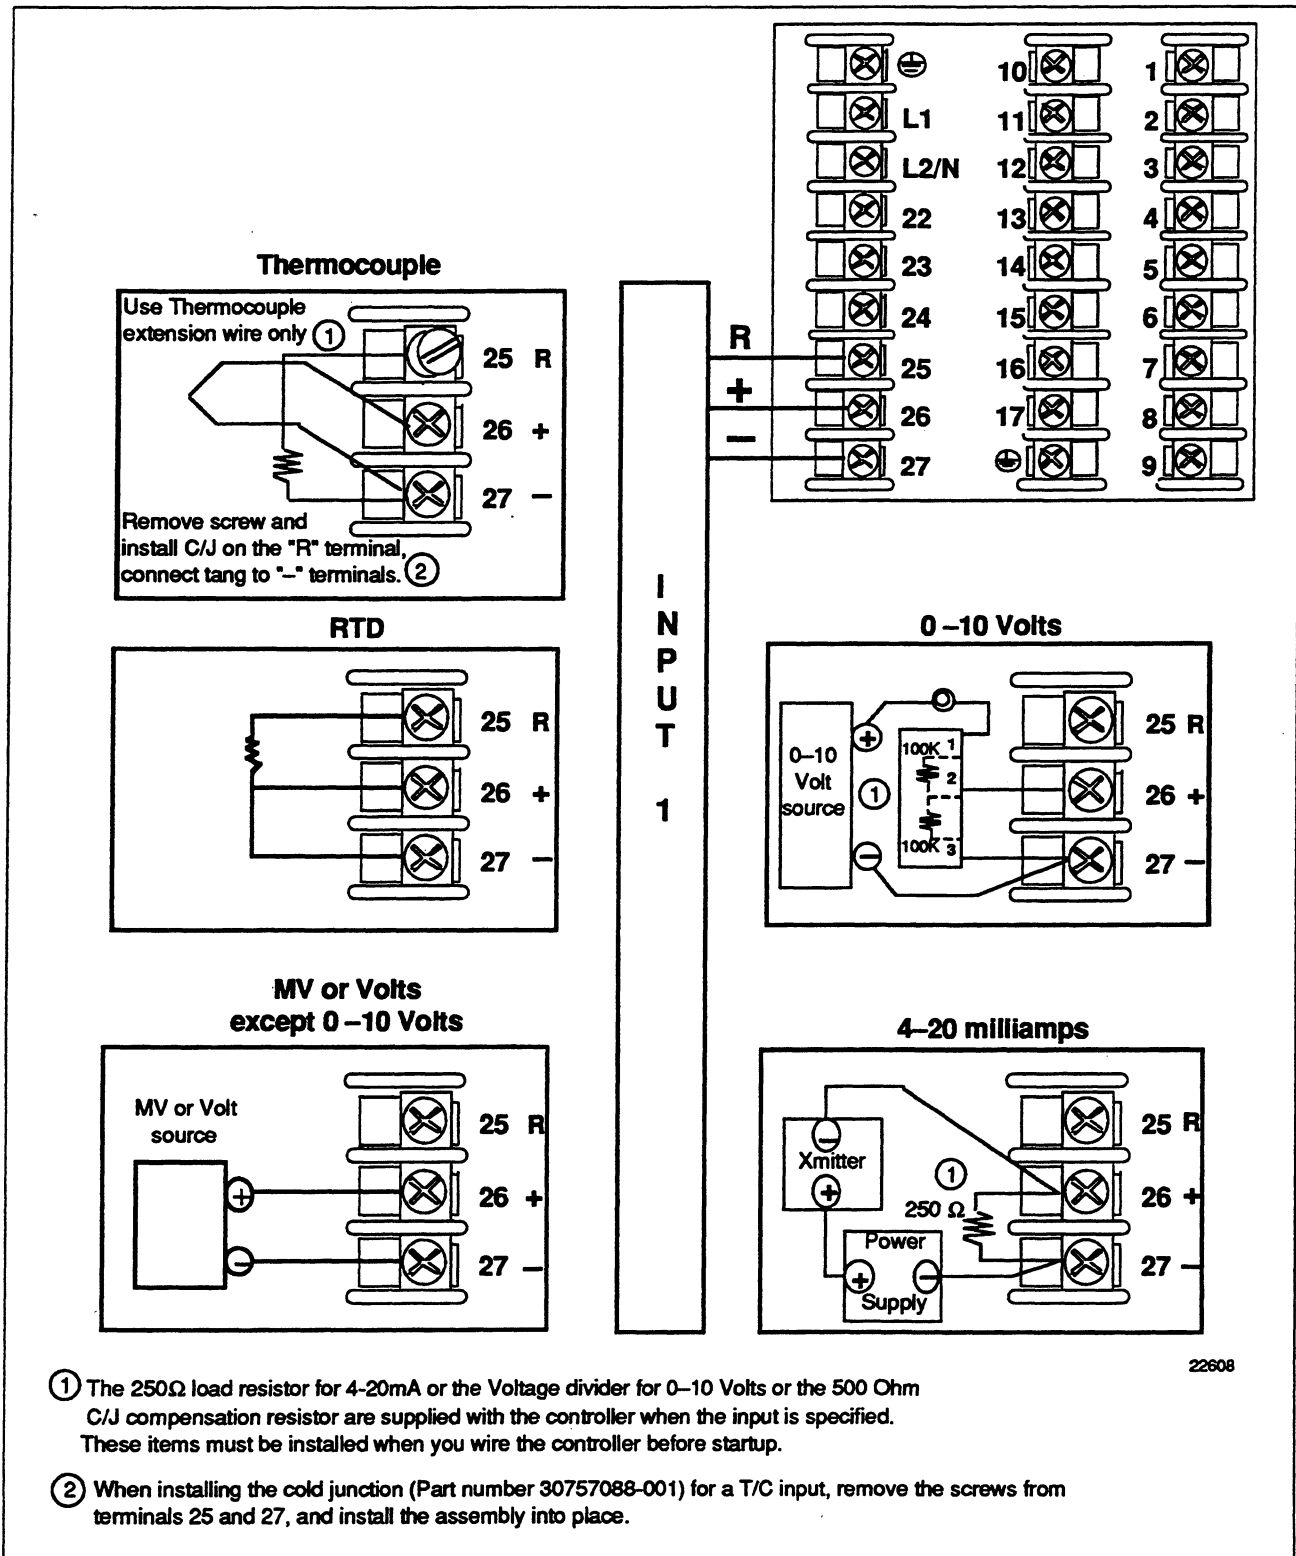 L1
L2/N
22
23
24
25
26
27
10
11
12
13
14
15
16
17
1
2
3
4
5
6
7
8
9
R
+
–
INPUT 1
Thermocouple
Use Thermocouple
extension wire only 1
25 R
26 +
27 –
Remove screw and
install C/J on the "R" terminal,
connect tang to "–" terminals. 2
RTD
25 R
26 +
27 –
MV or Volts
except 0 –10 Volts
MV or Volt
source
+
–
25 R
26 +
27 –
0 –10 Volts
0–10
Volt
source
+
–
1
100K 1
2
100K 3
25 R
26 +
27 –
4–20 milliamps
–
Xmitter
+
1
250 Ω
Power
+ –
Supply
25 R
26 +
27 –
22608
1 The 250Ω load resistor for 4-20mA or the Voltage divider for 0–10 Volts or the 500 Ohm
C/J compensation resistor are supplied with the controller when the input is specified.
These items must be installed when you wire the controller before startup.
2 When installing the cold junction (Part number 30757088-001) for a T/C input, remove the screws from
terminals 25 and 27, and install the assembly into place.